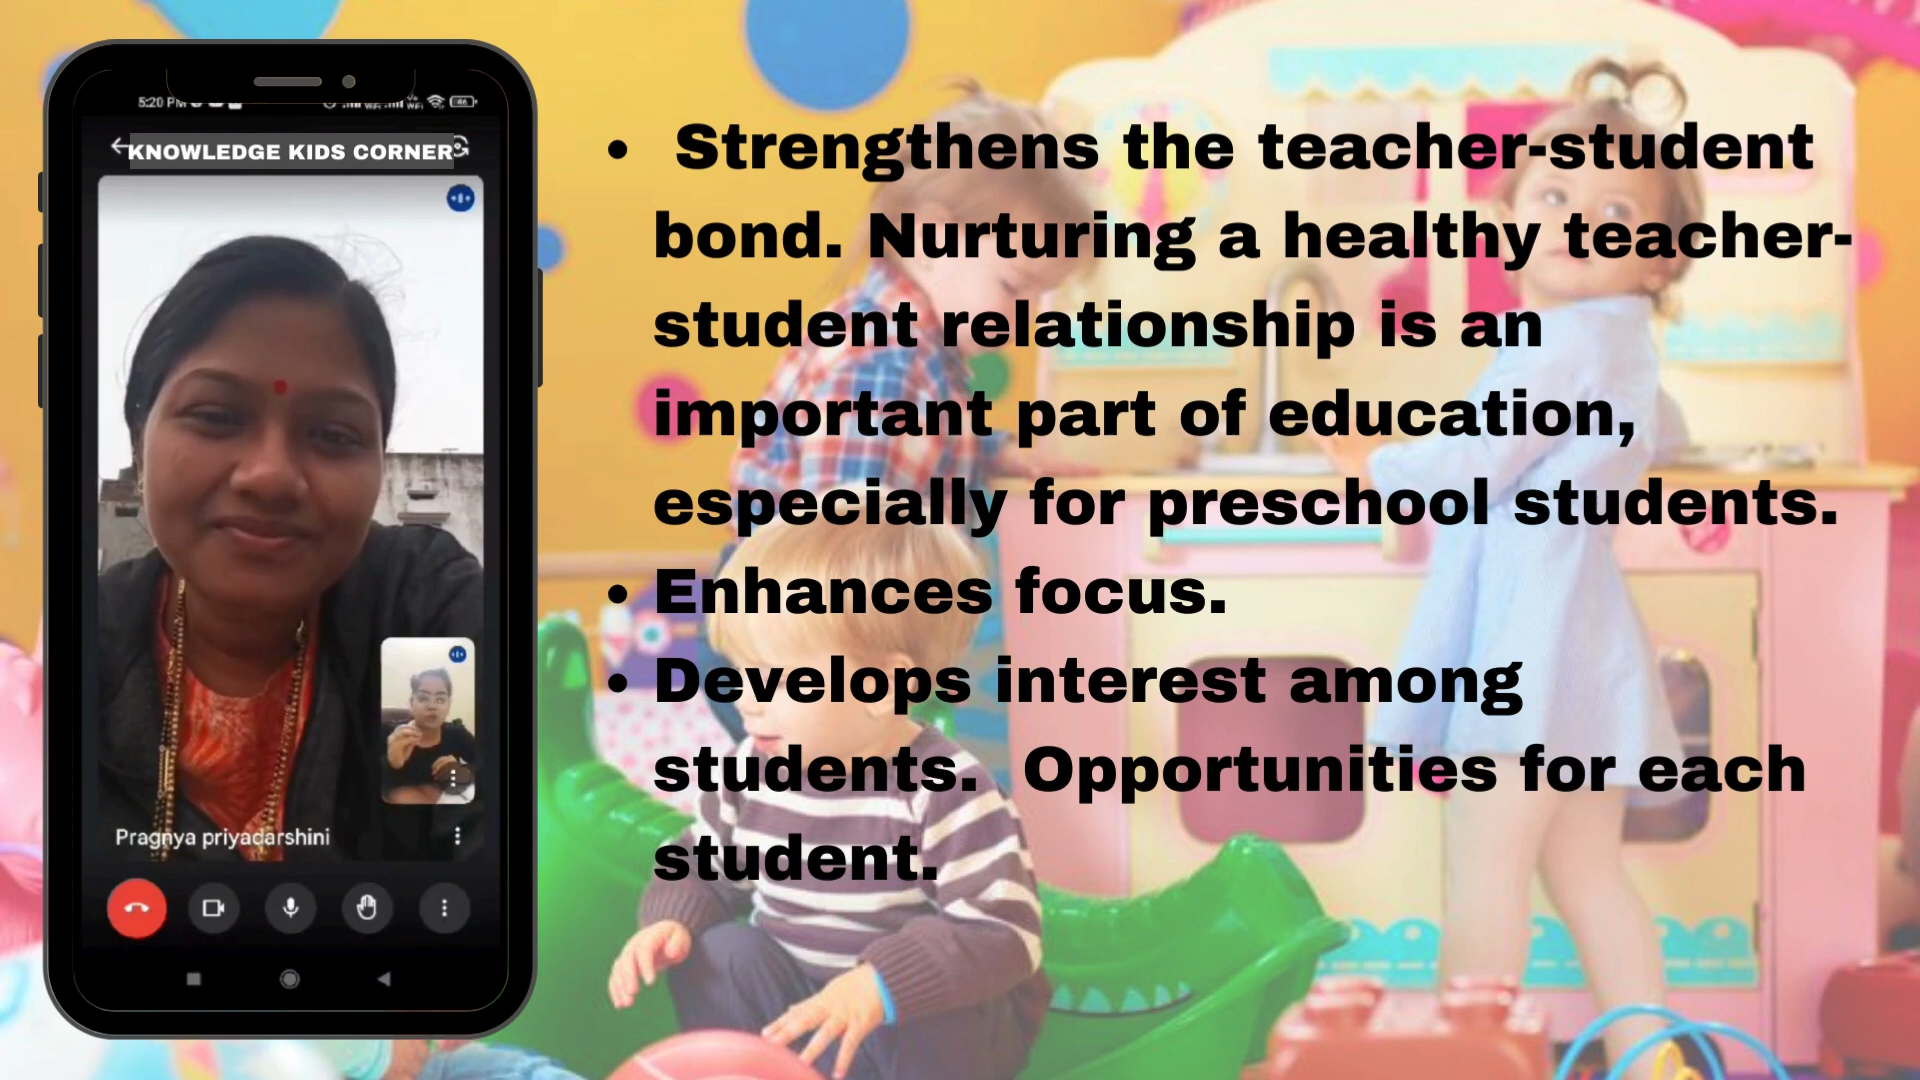 5:20 PM
KNOWLEDGE KIDS CORNER
Pragnya priyadarshini
• Strengthens the teacher-student
bond. Nurturing a healthy teacher-
student relationship is an
important part of education,
especially for preschool students.
• Enhances focus.
• Develops interest among
students. Opportunities for each
student.